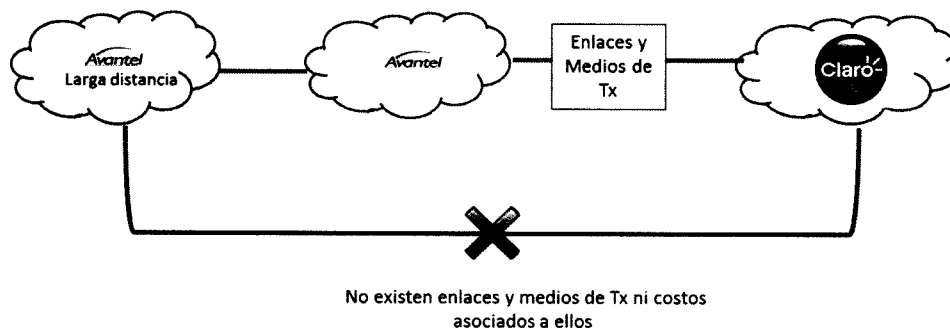 Avantel
Larga distancia
Avantel
Enlaces y
Medios de
Tx
Claro
No existen enlaces y medios de Tx ni costos
asociados a ellos